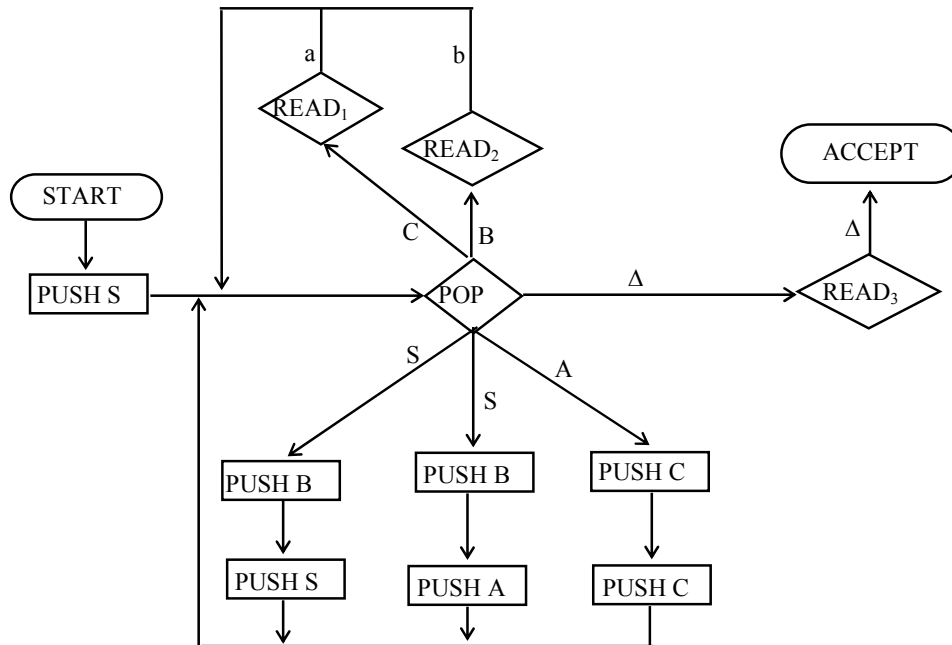 a
b
READ₁
READ₂
ACCEPT
START
C
B
Δ
Δ
PUSH S
POP
READ₃
S
A
S
PUSH B
PUSH B
PUSH C
PUSH S
PUSH A
PUSH C